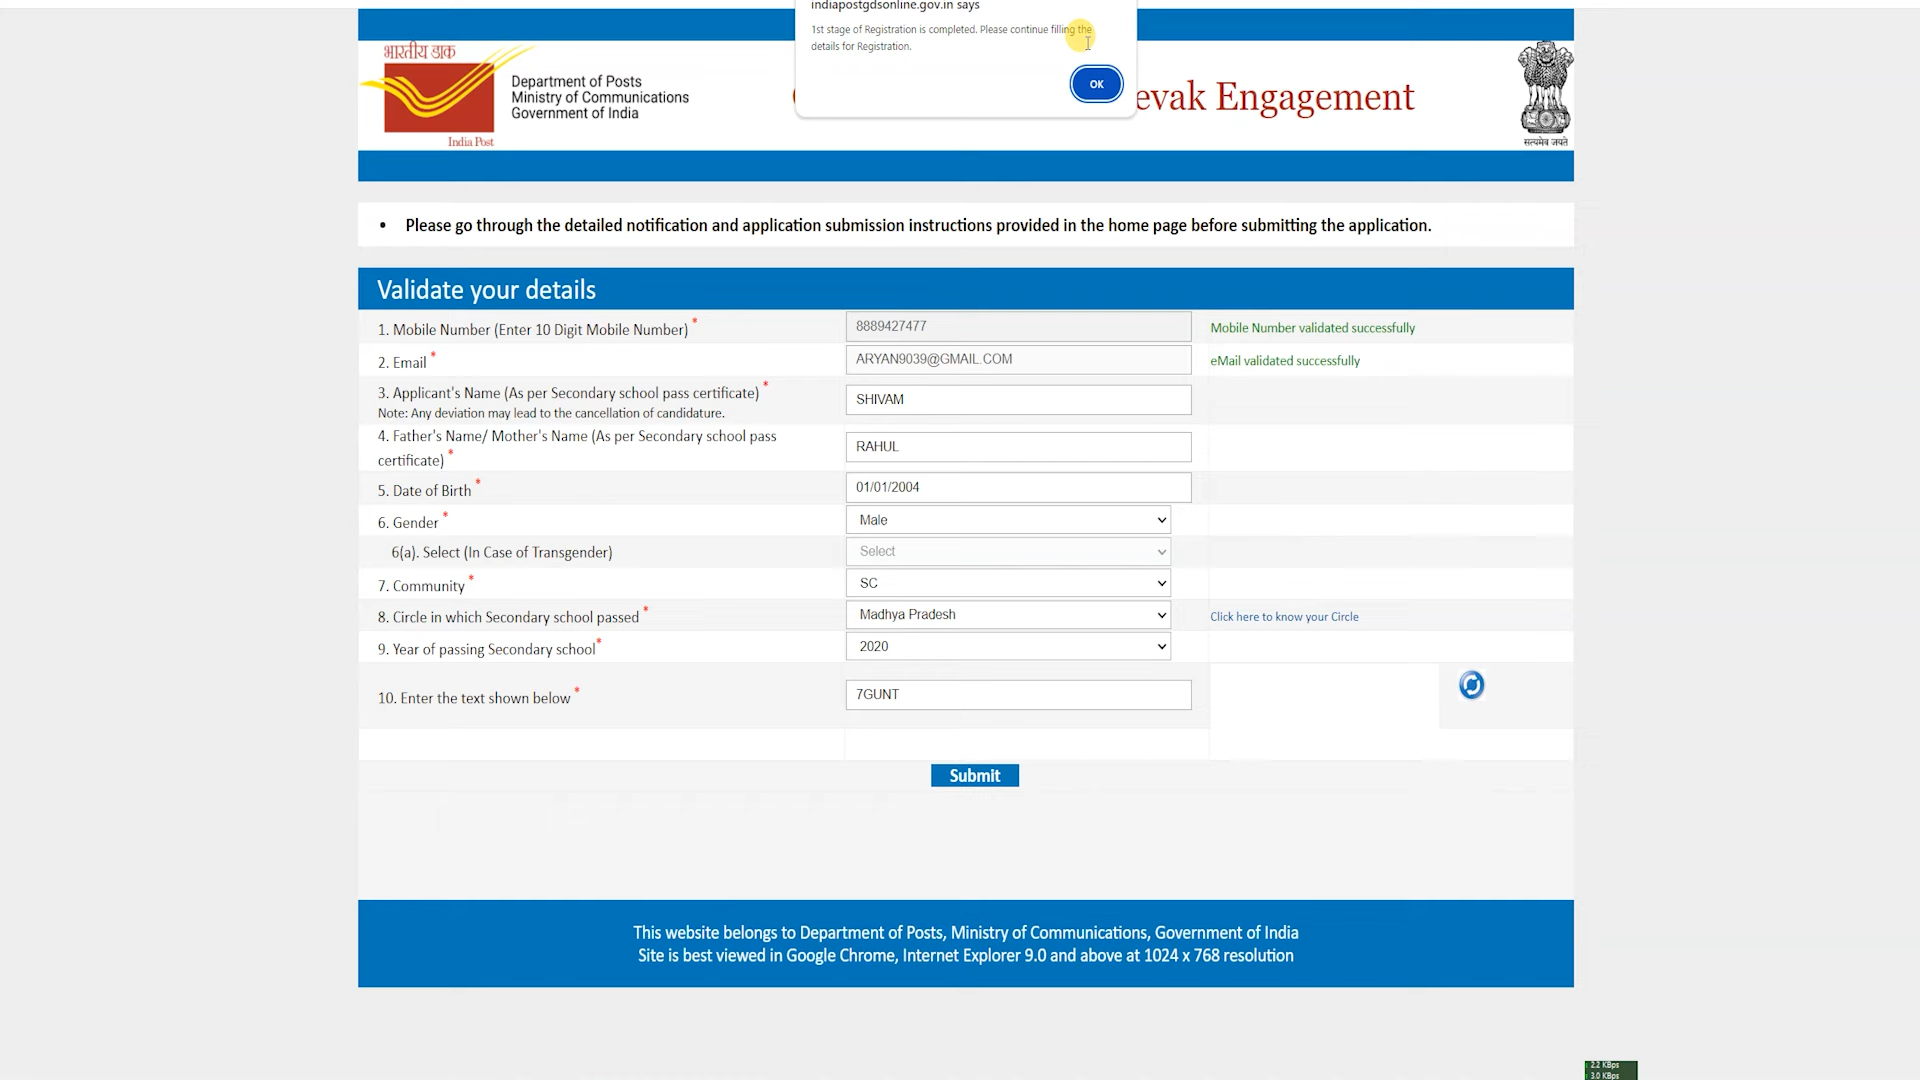 indiapostgdsonline.gov.in says
1st stage of Registration is completed. Please continue filling the
details for Registration.
OK
भारतीय डाक
Department of Posts
Ministry of Communications
Government of India
India Post
evak Engagement
सत्यमेव जयते
• Please go through the detailed notification and application submission instructions provided in the home page before submitting the application.
Validate your details
1. Mobile Number (Enter 10 Digit Mobile Number) * 8889427477 Mobile Number validated successfully
2. Email * ARYAN9039@GMAIL.COM eMail validated successfully
3. Applicant's Name (As per Secondary school pass certificate) * SHIVAM
Note: Any deviation may lead to the cancellation of candidature.
4. Father's Name/ Mother's Name (As per Secondary school pass
certificate) * RAHUL
5. Date of Birth * 01/01/2004
6. Gender * Male
6(a). Select (In Case of Transgender) Select
7. Community * SC
8. Circle in which Secondary school passed * Madhya Pradesh Click here to know your Circle
9. Year of passing Secondary school * 2020
10. Enter the text shown below * 7GUNT
Submit
This website belongs to Department of Posts, Ministry of Communications, Government of India
Site is best viewed in Google Chrome, Internet Explorer 9.0 and above at 1024 x 768 resolution
2.2 KBps
3.0 KBps